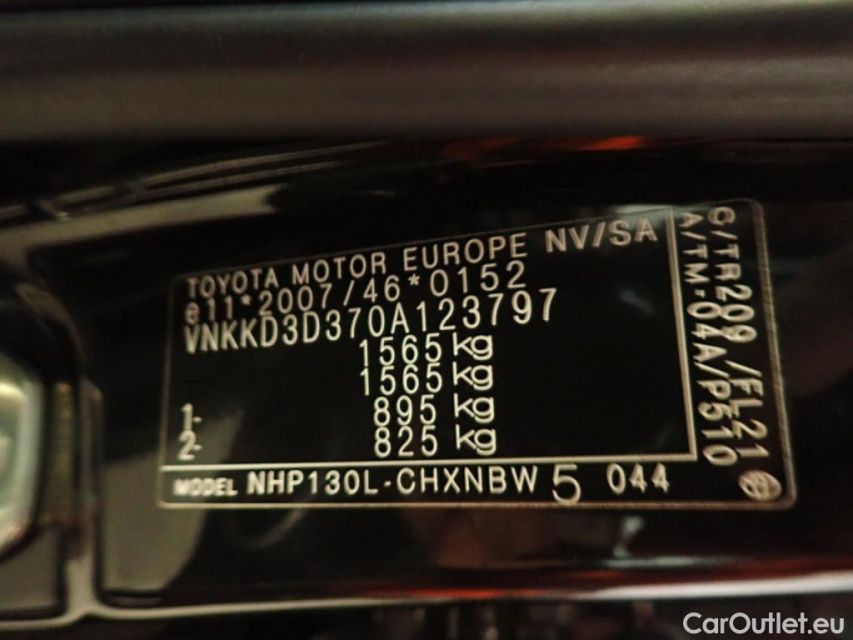 TOYOTA MOTOR EUROPE NV/SA
e11*2007/46*0152
VNKKD3D370A123797
1565 kg
1565 kg
1- 895 kg
2- 825 kg
MODEL NHP130L-CHXNBW 5 044
C/TR209 /FL21
A/TM-04A/P510
CarOutlet.eu